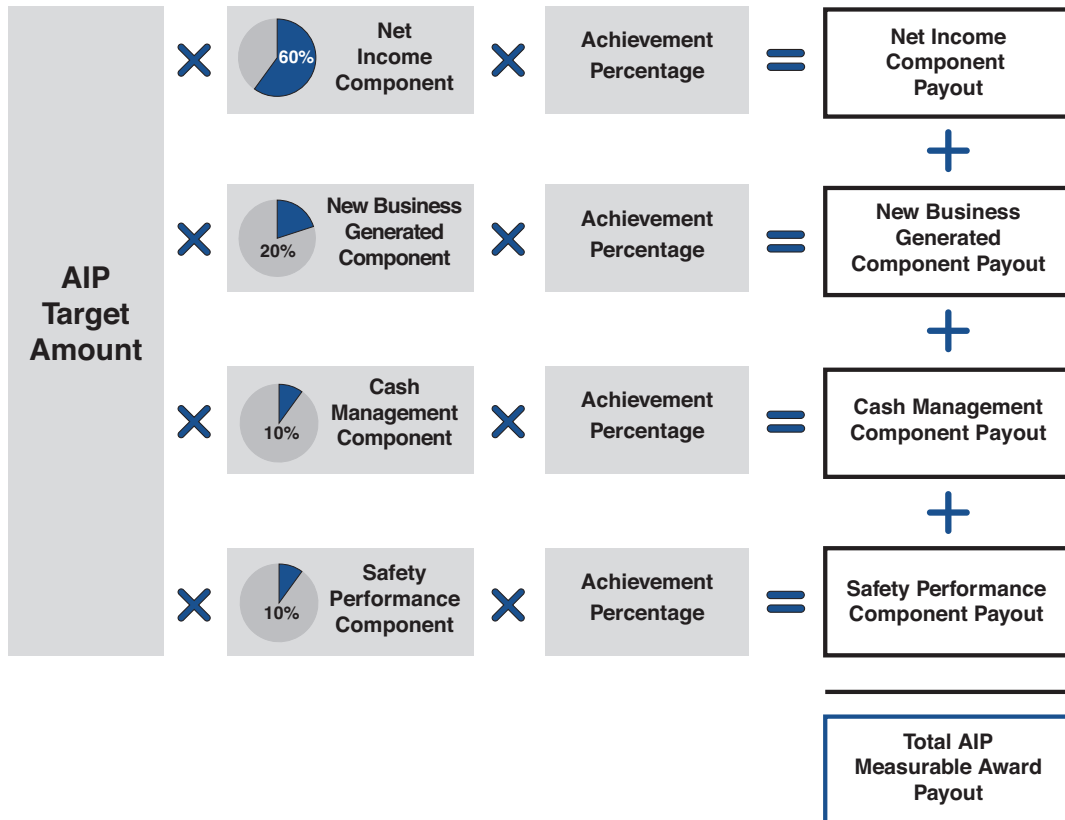 AIP
Target
Amount
60%
Net
Income
Component
Achievement
Percentage
Net Income
Component
Payout
20%
New Business
Generated
Component
Achievement
Percentage
New Business
Generated
Component Payout
10%
Cash
Management
Component
Achievement
Percentage
Cash Management
Component Payout
10%
Safety
Performance
Component
Achievement
Percentage
Safety Performance
Component Payout
Total AIP
Measurable Award
Payout